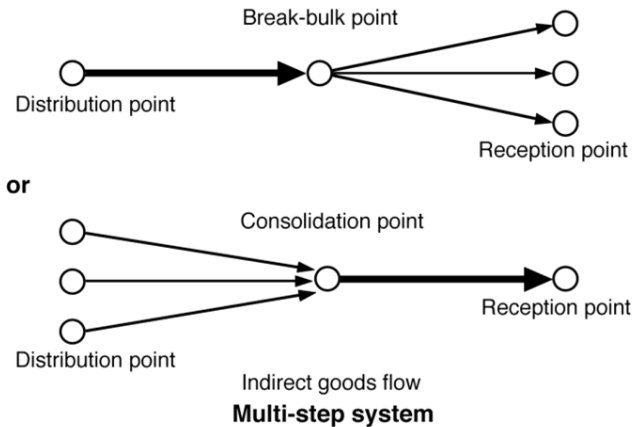 Break-bulk point
Distribution point
Reception point
or
Consolidation point
Reception point
Distribution point
Indirect goods flow
Multi-step system